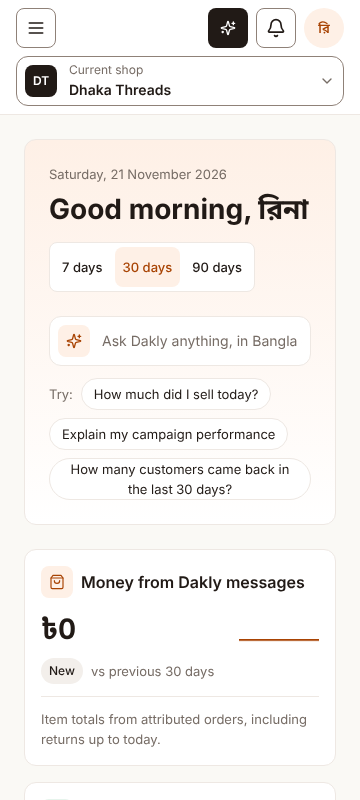 রি
DT
Current shop
Dhaka Threads
Saturday, 21 November 2026
Good morning, রিনা
7 days
30 days
90 days
Ask Dakly anything, in Bangla
Try:
How much did I sell today?
Explain my campaign performance
How many customers came back in
the last 30 days?
Money from Dakly messages
৳0
New
vs previous 30 days
Item totals from attributed orders, including
returns up to today.